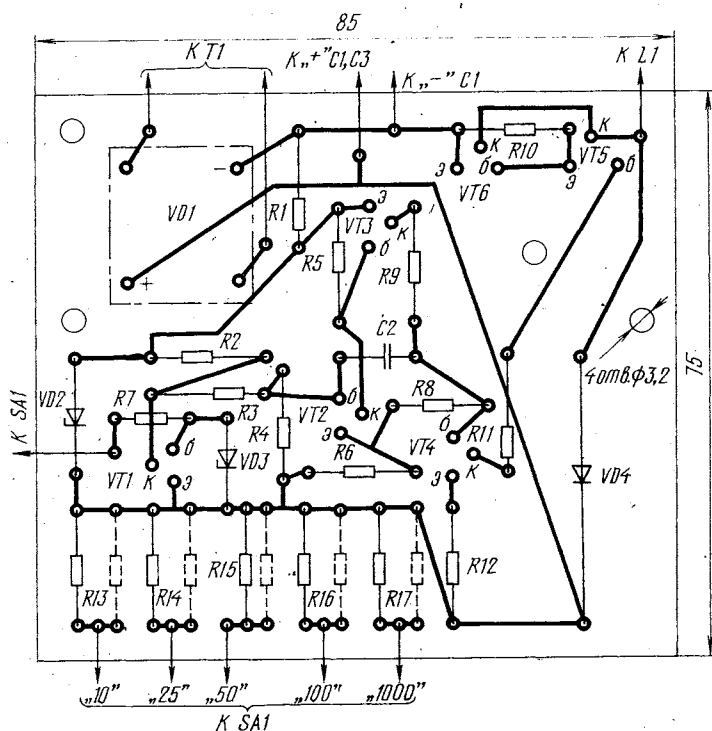 85
К Т1
К „+" С1, С3
К „–" С1
К L1
–
VD1
+
R1
э
VT3
к
б
R5
R9
к
R10
к
VT5
б
э
б
э
VT6
С2
4 отв. ф3,2
75
R2
VD2
R7
R3
VT2
б
к
R8
К SA1
R4
б
VD3
э
VT4
б
R11
к
VT1
к
э
R6
э
VD4
R13
R14
R15
R16
R17
R12
„10"
„25"
„50"
„100"
„1000"
К SA1